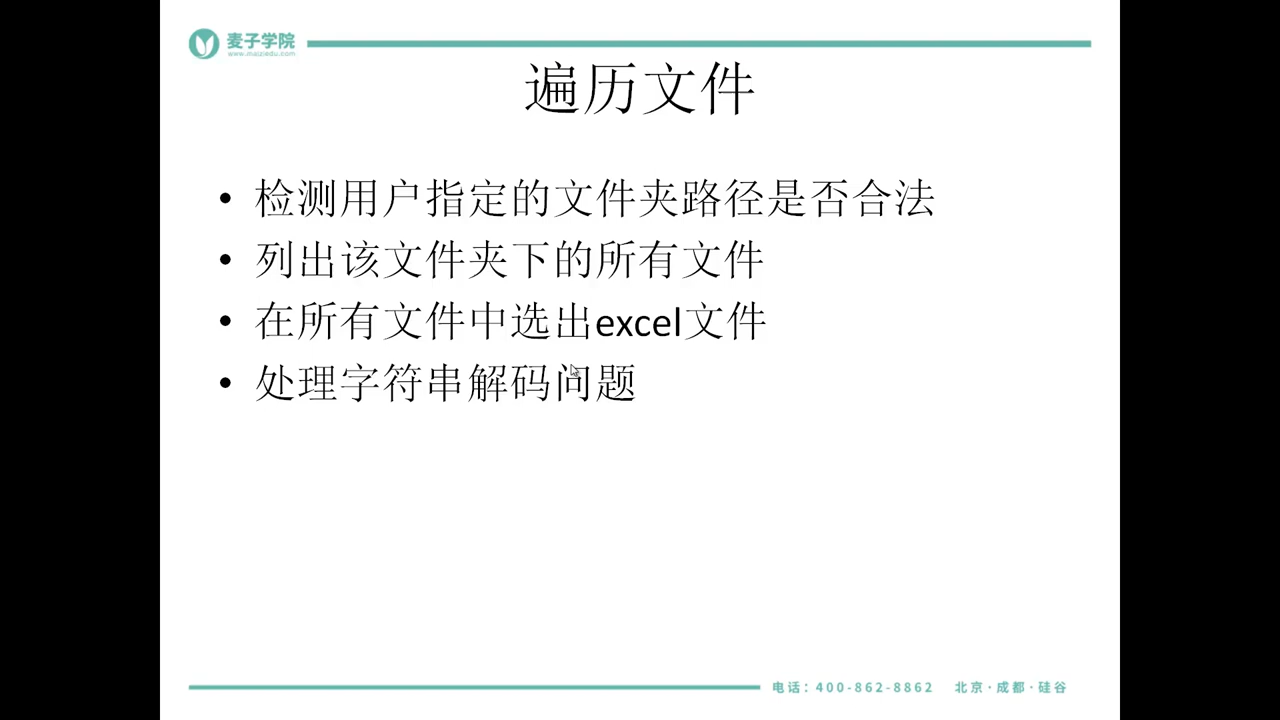 麦子学院
www.maiziedu.com
遍历文件
• 检测用户指定的文件夹路径是否合法
• 列出该文件夹下的所有文件
• 在所有文件中选出excel文件
• 处理字符串解码问题
电话：400-862-8862 北京·成都·硅谷